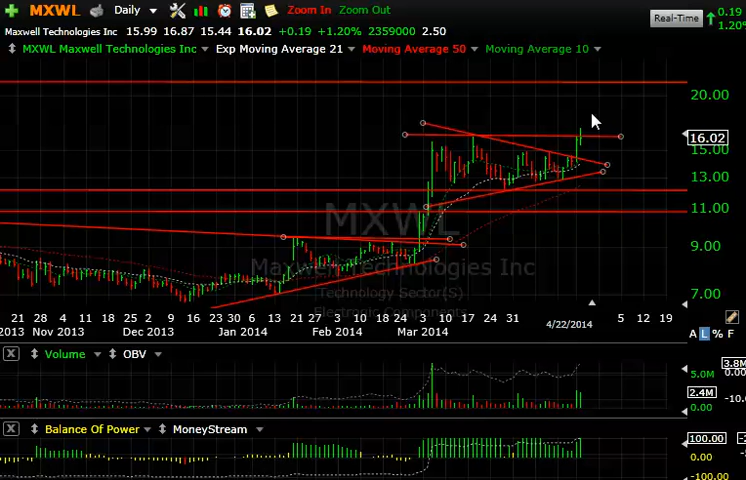 MXWL Daily Zoom In Zoom Out Real-Time 0.19
1.20%
Maxwell Technologies Inc 15.99 16.87 15.44 16.02 +0.19 +1.20% 2359000 2.50
MXWL Maxwell Technologies Inc Exp Moving Average 21 Moving Average 50 Moving Average 10
20.00
16.02
15.00
13.00
11.00
9.00
7.00
MXWL
Maxwell Technologies Inc
Technology Sector(S)
Electronic Components
21 28 11 18 25 9 16 23 6 13 21 27 10 18 24 10 17 24 31 5 12 19
2013 Nov 2013 Dec 2013 Jan 2014 Feb 2014 Mar 2014 4/22/2014
A L % F
X Volume OBV
3.8M
5.0M 0.00
2.4M
0.00 -10.
X Balance Of Power MoneyStream
100.00
0.00
-100.00